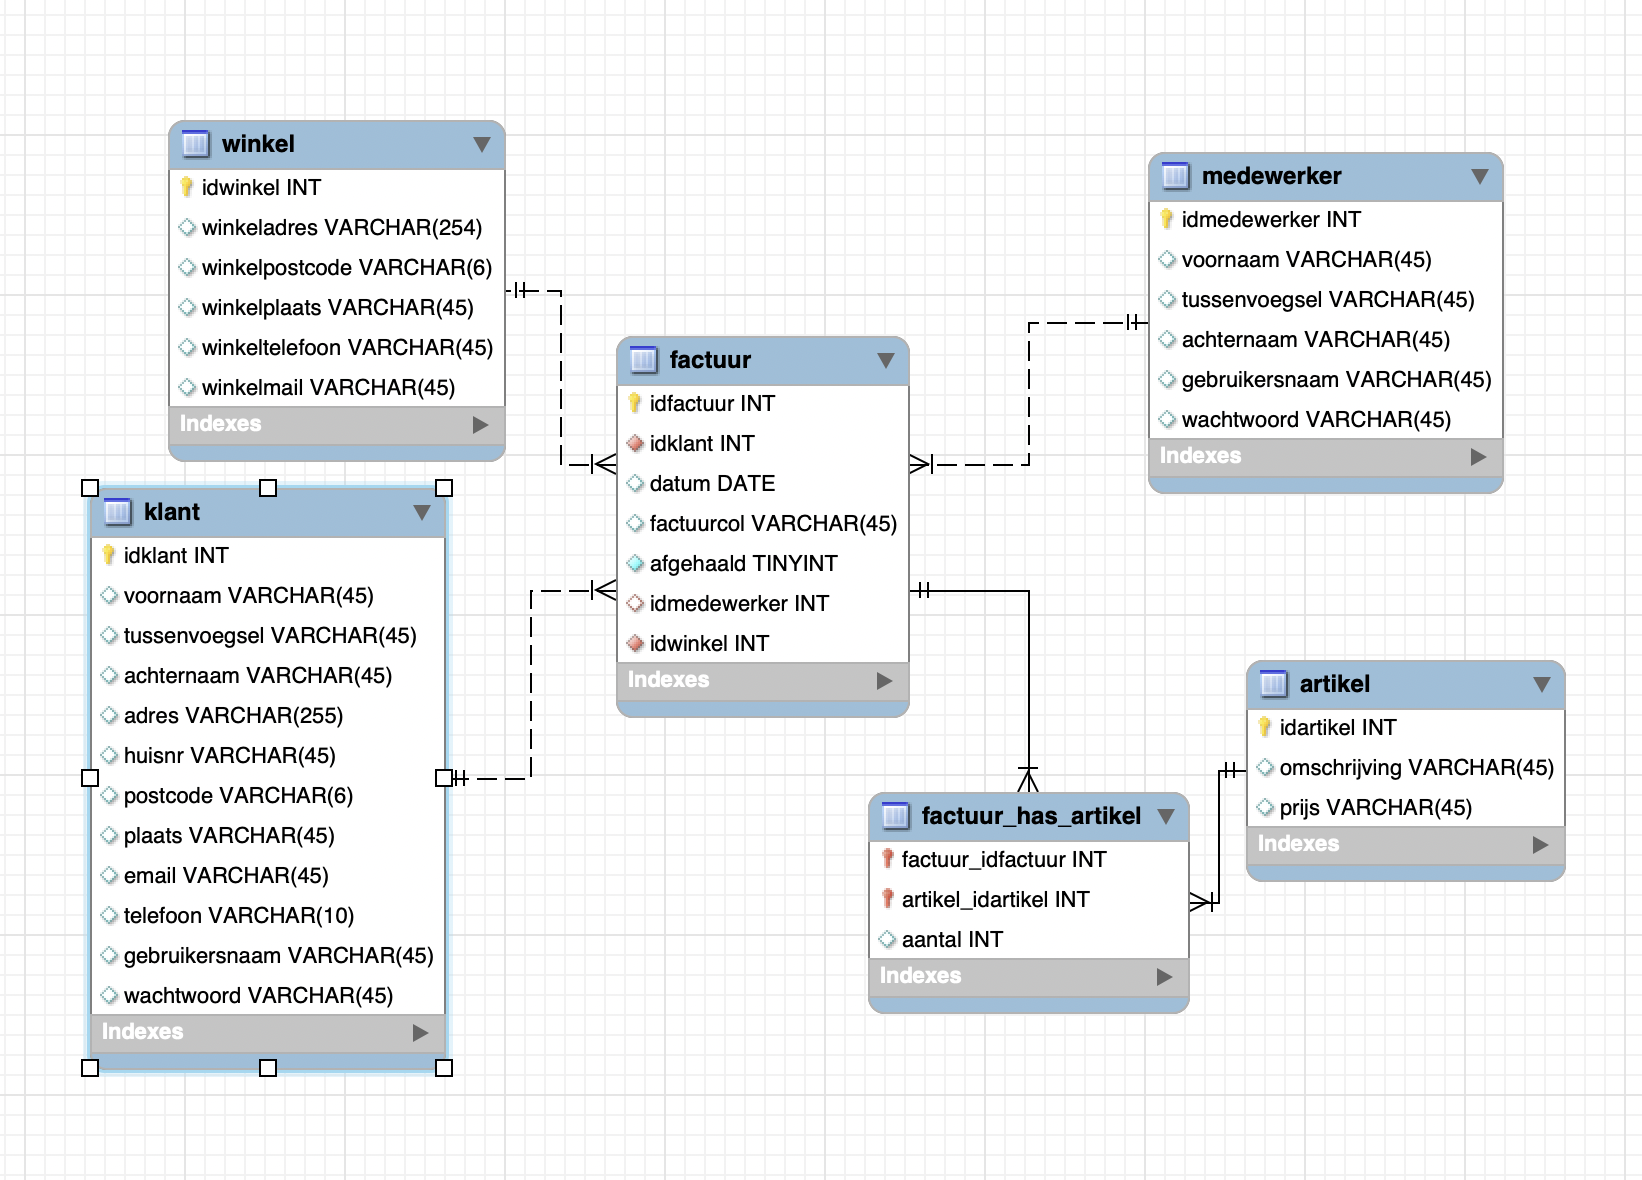 winkel
idwinkel INT
winkeladres VARCHAR(254)
winkelpostcode VARCHAR(6)
winkelplaats VARCHAR(45)
winkeltelefoon VARCHAR(45)
winkelmail VARCHAR(45)
Indexes
klant
idklant INT
voornaam VARCHAR(45)
tussenvoegsel VARCHAR(45)
achternaam VARCHAR(45)
adres VARCHAR(255)
huisnr VARCHAR(45)
postcode VARCHAR(6)
plaats VARCHAR(45)
email VARCHAR(45)
telefoon VARCHAR(10)
gebruikersnaam VARCHAR(45)
wachtwoord VARCHAR(45)
Indexes
factuur
idfactuur INT
idklant INT
datum DATE
factuurcol VARCHAR(45)
afgehaald TINYINT
idmedewerker INT
idwinkel INT
Indexes
medewerker
idmedewerker INT
voornaam VARCHAR(45)
tussenvoegsel VARCHAR(45)
achternaam VARCHAR(45)
gebruikersnaam VARCHAR(45)
wachtwoord VARCHAR(45)
Indexes
factuur_has_artikel
factuur_idfactuur INT
artikel_idartikel INT
aantal INT
Indexes
artikel
idartikel INT
omschrijving VARCHAR(45)
prijs VARCHAR(45)
Indexes